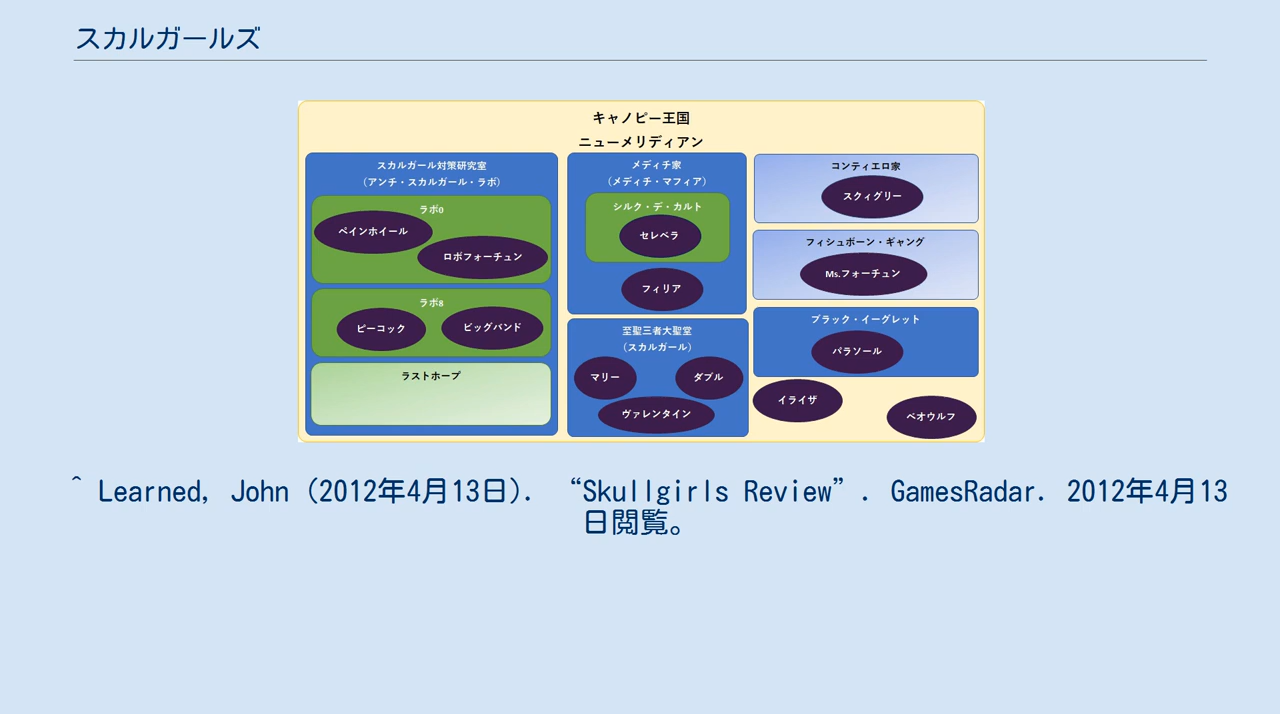 スカルガールズ
キャノピー王国
ニューメリディアン
スカルガール対策研究室
（アンチ・スカルガール・ラボ）
ラボ0
ペインホイール
ロボフォーチュン
ラボ8
ピーコック
ビッグバンド
ラストホープ
メディチ家
（メディチ・マフィア）
シルク・デ・カルト
セレベラ
フィリア
至聖三者大聖堂
（スカルガール）
マリー
ダブル
ヴァレンタイン
コンティエロ家
スクィグリー
フィシュボーン・ギャング
Ms.フォーチュン
ブラック・イーグレット
パラソール
イライザ
ベオウルフ
^ Learned, John (2012年4月13日). “Skullgirls Review”. GamesRadar. 2012年4月13
日閲覧。